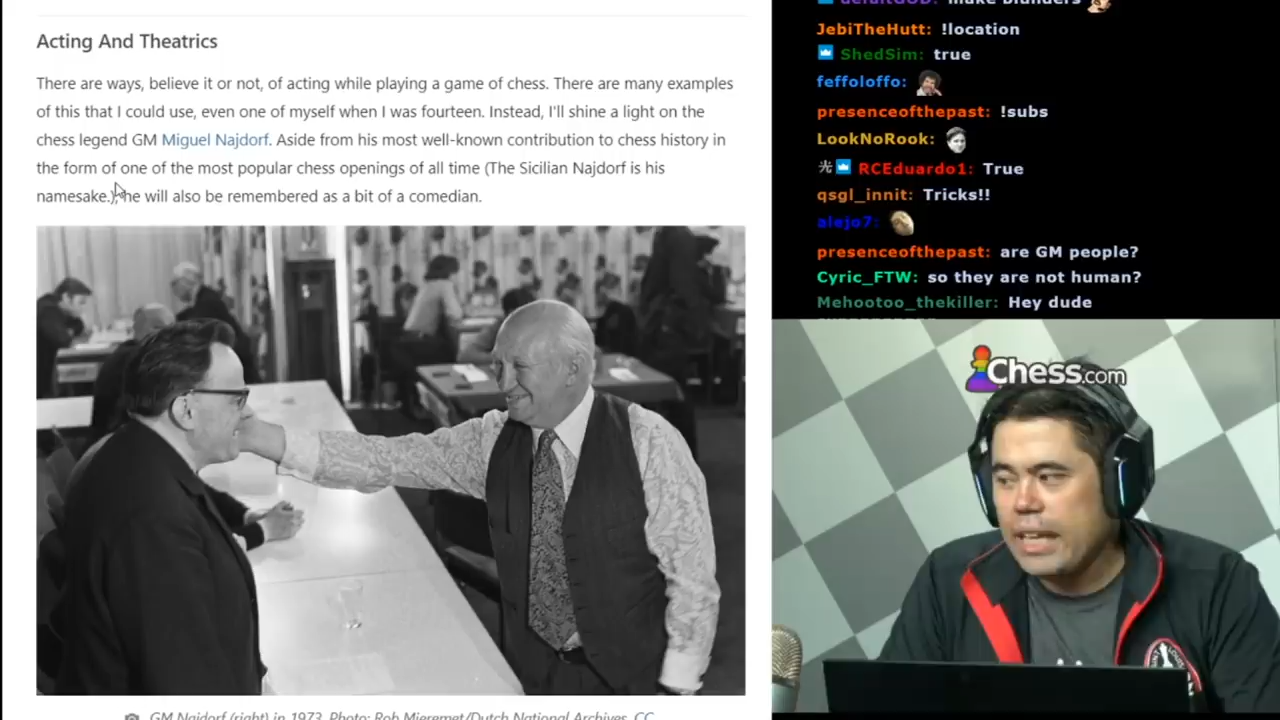 Acting And Theatrics
There are ways, believe it or not, of acting while playing a game of chess. There are many examples
of this that I could use, even one of myself when I was fourteen. Instead, I'll shine a light on the
chess legend GM Miguel Najdorf. Aside from his most well-known contribution to chess history in
the form of one of the most popular chess openings of all time (The Sicilian Najdorf is his
namesake.), he will also be remembered as a bit of a comedian.
GM Najdorf (right) in 1973. Photo: Rob Mieremet/Dutch National Archives, CC
make blunders
JebiTheHutt: !location
ShedSim: true
feffoloffo:
presenceofthepast: !subs
LookNoRook:
光 RCEduardo1: True
qsgl_innit: Tricks!!
alejo7:
presenceofthepast: are GM people?
Cyric_FTW: so they are not human?
Mehootoo_thekiller: Hey dude
Chess.com